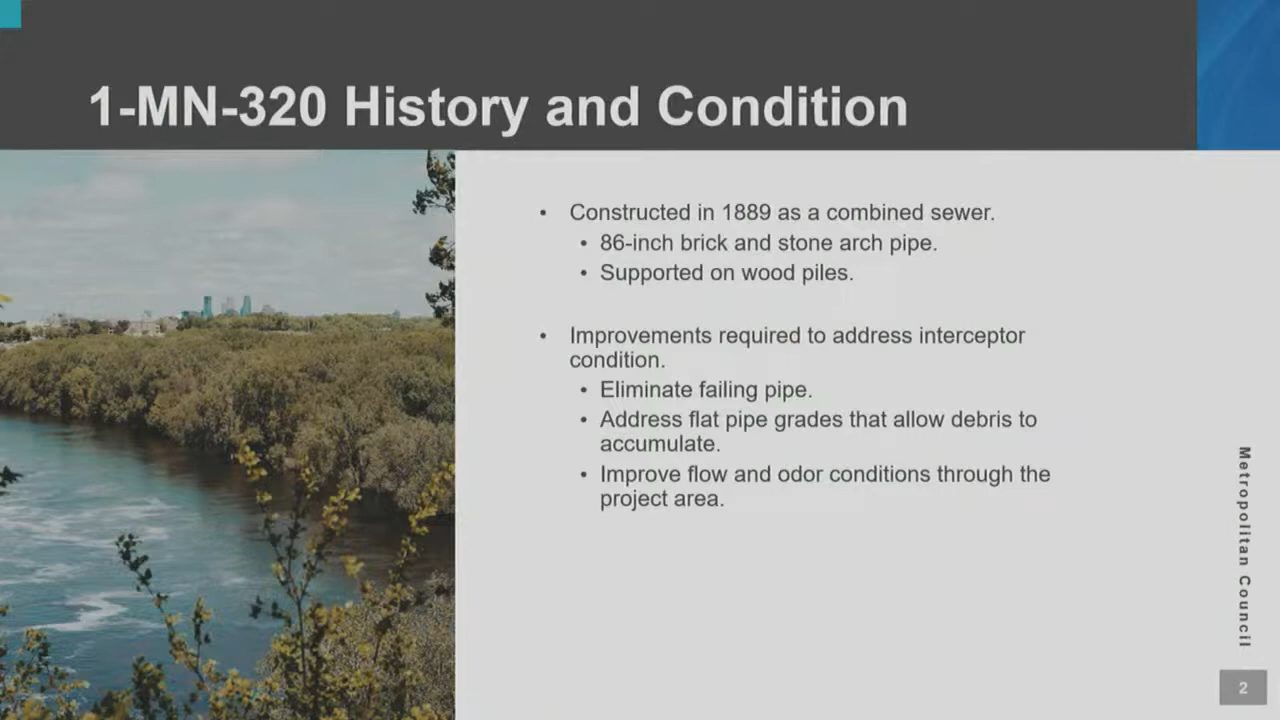 1-MN-320 History and Condition
• Constructed in 1889 as a combined sewer.
• 86-inch brick and stone arch pipe.
• Supported on wood piles.
• Improvements required to address interceptor
condition.
• Eliminate failing pipe.
• Address flat pipe grades that allow debris to
accumulate.
• Improve flow and odor conditions through the
project area.
Metropolitan Council
2